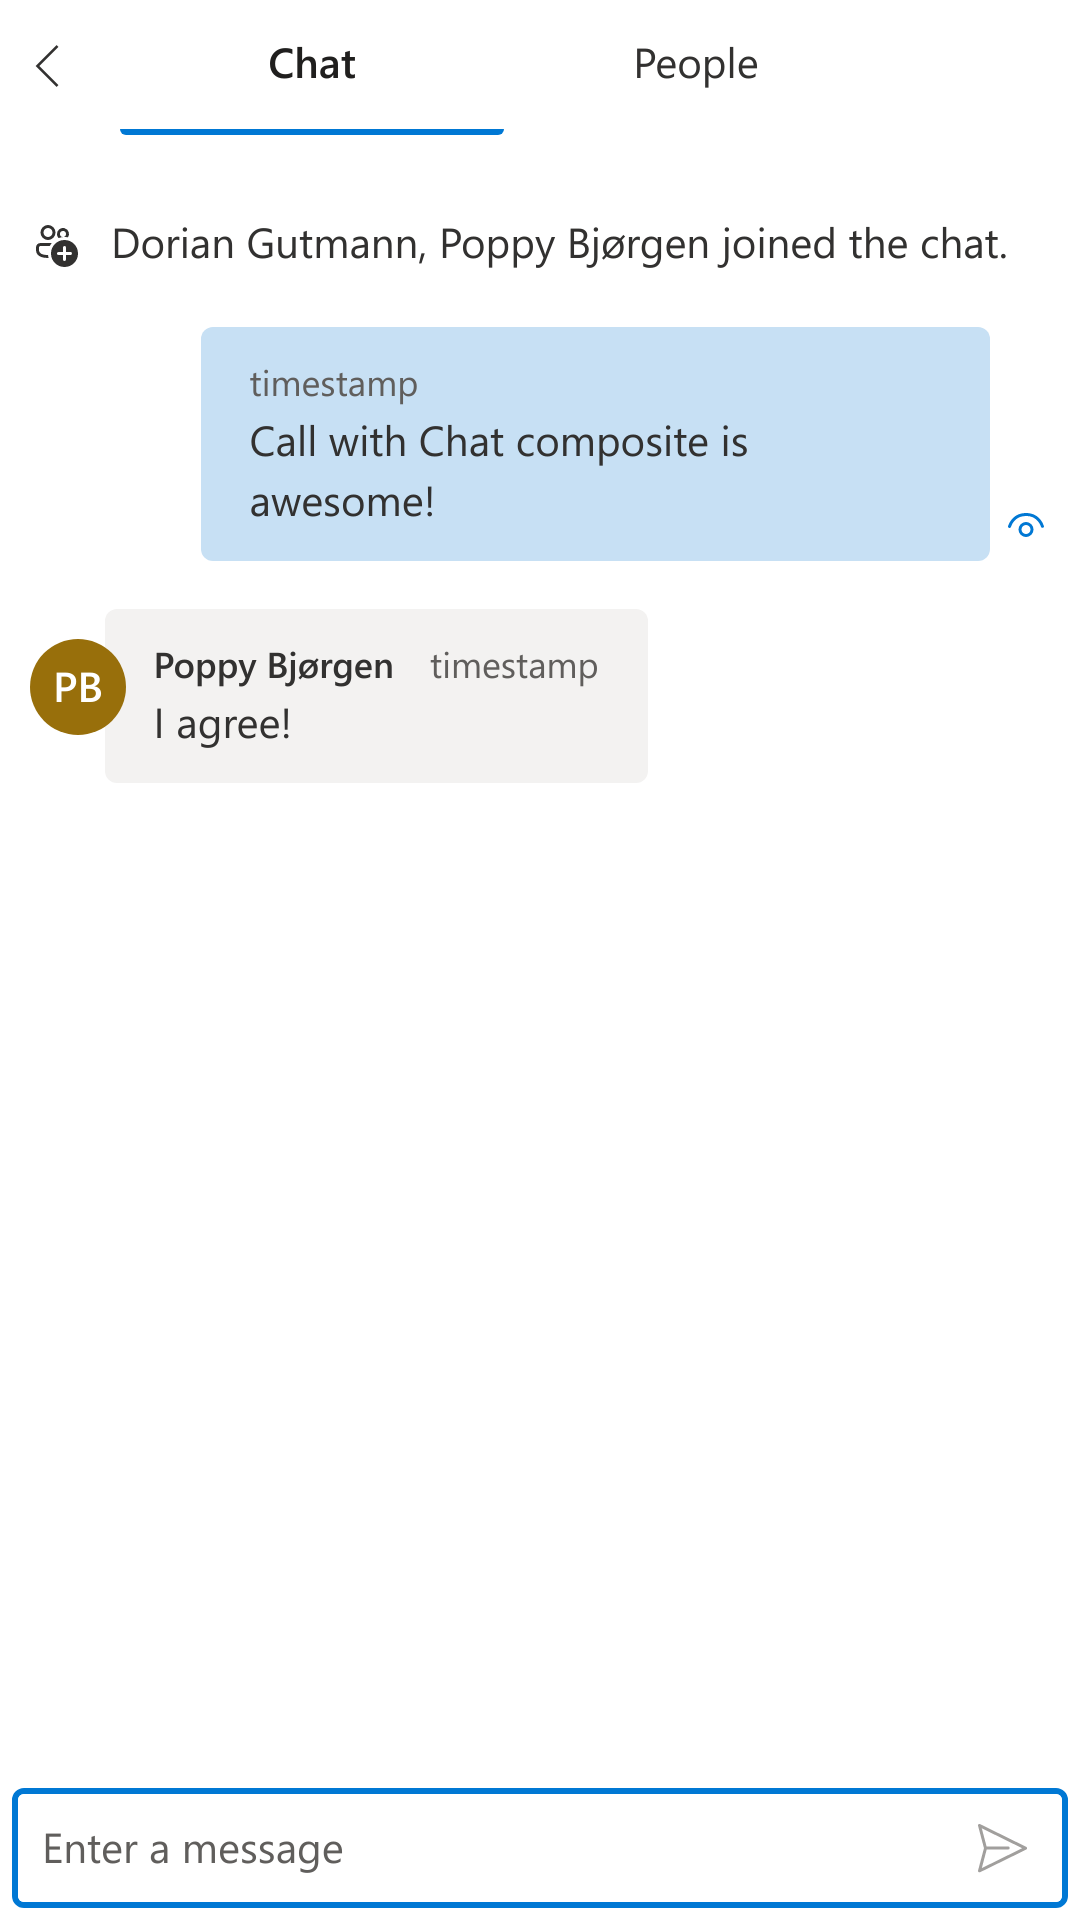 Chat
People
Dorian Gutmann, Poppy Bjørgen joined the chat.
timestamp
Call with Chat composite is
awesome!
PB
Poppy Bjørgen timestamp
I agree!
Enter a message